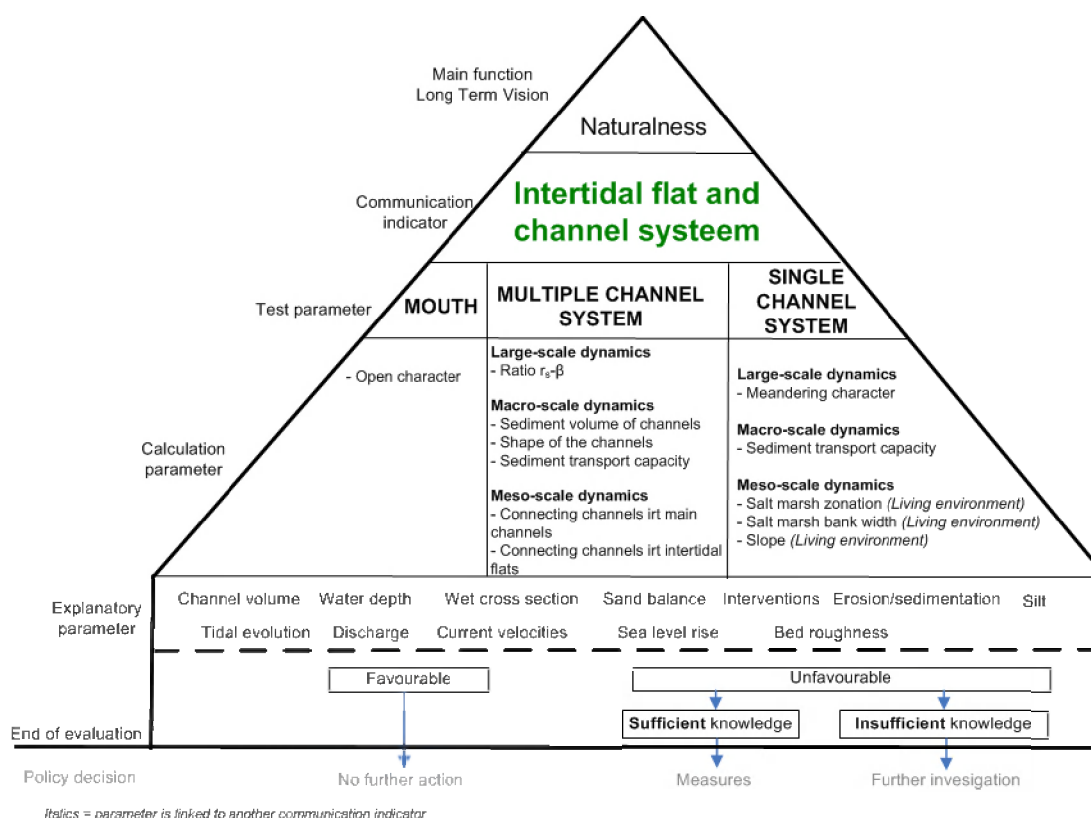 Main function
Long Term Vision
Naturalness
Communication
indicator
Intertidal flat and
channel systeem
Test parameter
MOUTH
MULTIPLE CHANNEL
SYSTEM
SINGLE
CHANNEL
SYSTEM
Calculation
parameter
- Open character
Large-scale dynamics
- Ratio rₛ-β
Macro-scale dynamics
- Sediment volume of channels
- Shape of the channels
- Sediment transport capacity
Meso-scale dynamics
- Connecting channels irt main
channels
- Connecting channels irt intertidal
flats
Large-scale dynamics
- Meandering character
Macro-scale dynamics
- Sediment transport capacity
Meso-scale dynamics
- Salt marsh zonation (Living environment)
- Salt marsh bank width (Living environment)
- Slope (Living environment)
Explanatory
parameter
Channel volume Water depth Wet cross section Sand balance Interventions Erosion/sedimentation Silt
Tidal evolution Discharge Current velocities Sea level rise Bed roughness
Favourable Unfavourable
End of evaluation
Sufficient knowledge Insufficient knowledge
Policy decision No further action Measures Further invesigation
Italics = parameter is linked to another communication indicator